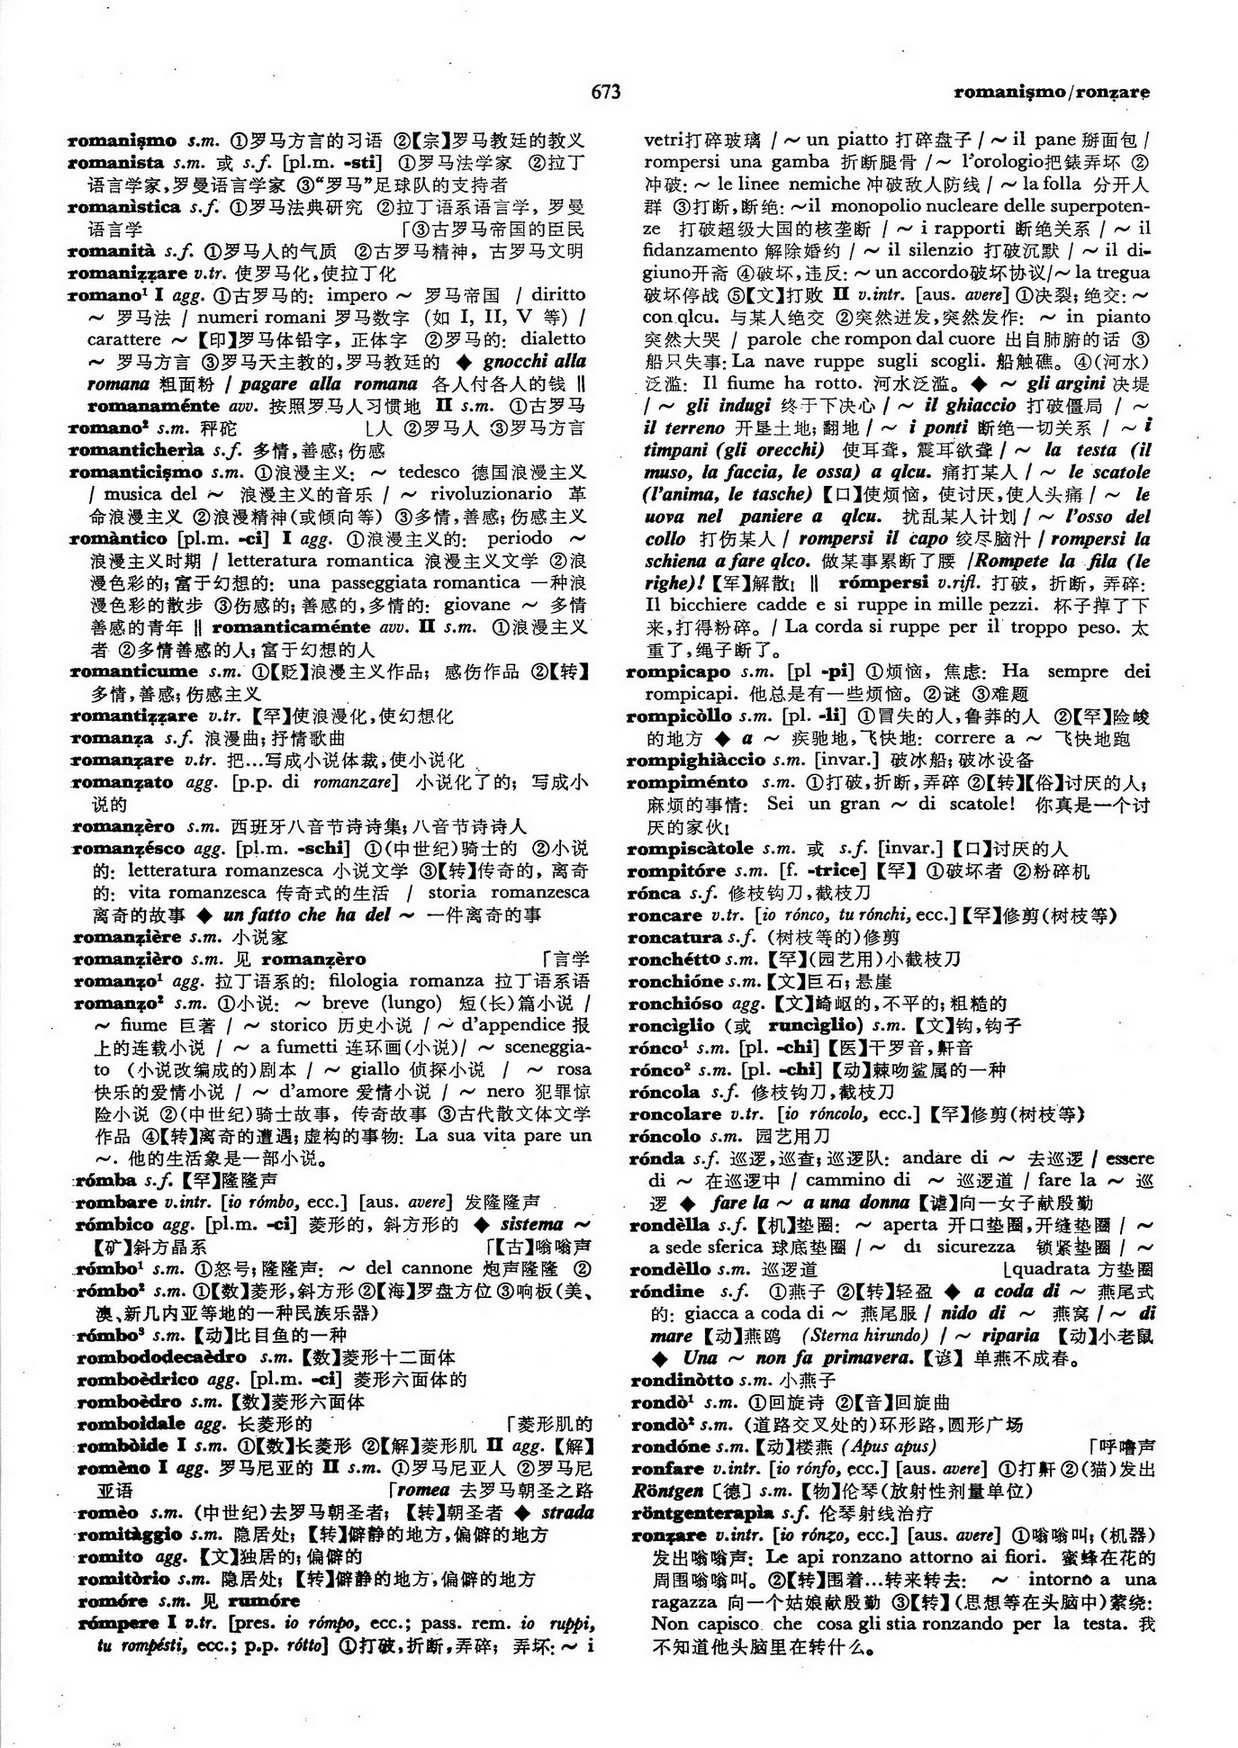 673
romanịşmo/ronẓare
romanişmo s.m. ①罗马方言的习语 ②【宗】罗马教廷的教义
romanista s.m. 或 s.f. [pl.m. -sti] ①罗马法学家 ②拉丁
语言学家,罗曼语言学家 ③“罗马”足球队的支持者
romanìstica s.f. ①罗马法典研究 ②拉丁语系语言学, 罗曼
语言学 「③古罗马帝国的臣民
romanità s.f. ①罗马人的气质 ②古罗马精神, 古罗马文明
romaniẓẓare v.tr. 使罗马化,使拉丁化
romano¹ I agg. ①古罗马的: impero ~ 罗马帝国 / diritto
~ 罗马法 / numeri romani 罗马数字 (如 I, II, V 等) /
carattere ~ 【印】罗马体铅字, 正体字 ②罗马的: dialetto
~ 罗马方言 ③罗马天主教的,罗马教廷的 ◆ gnocchi alla
romana 粗面粉 / pagare alla romana 各人付各人的钱 ‖
romanaménte avv. 按照罗马人习惯地 II s.m. ①古罗马
romano² s.m. 秤砣 ⌊人 ②罗马人 ③罗马方言
romanticherìa s.f. 多情,善感;伤感
romanticişmo s.m. ①浪漫主义: ~ tedesco 德国浪漫主义
/ musica del ~ 浪漫主义的音乐 / ~ rivoluzionario 革
命浪漫主义 ②浪漫精神(或倾向等) ③多情,善感;伤感主义
romàntico [pl.m. -ci] I agg. ①浪漫主义的: periodo ~
浪漫主义时期 / letteratura romantica 浪漫主义文学 ②浪
漫色彩的;富于幻想的: una passeggiata romantica 一种浪
漫色彩的散步 ③伤感的;善感的,多情的: giovane ~ 多情
善感的青年 ‖ romanticaménte avv. II s.m. ①浪漫主义
者 ②多情善感的人;富于幻想的人
romanticume s.m. ①【贬】浪漫主义作品; 感伤作品 ②【转】
多情,善感;伤感主义
romantiẓẓare v.tr. 【罕】使浪漫化,使幻想化
romanẓa s.f. 浪漫曲;抒情歌曲
romanẓare v.tr. 把…写成小说体裁,使小说化
romanẓato agg. [p.p. di romanzare] 小说化了的; 写成小
说的
romanẓèro s.m. 西班牙八音节诗诗集;八音节诗诗人
romanẓésco agg. [pl.m. -schi] ①(中世纪)骑士的 ②小说
的: letteratura romanzesca 小说文学 ③【转】传奇的, 离奇
的: vita romanzesca 传奇式的生活 / storia romanzesca
离奇的故事 ◆ un fatto che ha del ~ 一件离奇的事
romanẓière s.m. 小说家
romanẓièro s.m. 见 romanẓèro 「言学
romanẓo¹ agg. 拉丁语系的: filologia romanza 拉丁语系语
romanẓo² s.m. ①小说: ~ breve (lungo) 短(长)篇小说 /
~ fiume 巨著 / ~ storico 历史小说 / ~ d'appendice 报
上的连载小说 / ~ a fumetti 连环画(小说)/ ~ sceneggia-
to (小说改编成的)剧本 / ~ giallo 侦探小说 / ~ rosa
快乐的爱情小说 / ~ d'amore 爱情小说 / ~ nero 犯罪惊
险小说 ②(中世纪)骑士故事, 传奇故事 ③古代散文体文学
作品 ④【转】离奇的遭遇;虚构的事物: La sua vita pare un
~. 他的生活象是一部小说。
rómba s.f. 【罕】隆隆声
rombare v.intr. [io rómbo, ecc.] [aus. avere] 发隆隆声
rómbico agg. [pl.m. -ci] 菱形的, 斜方形的 ◆ sistema ~
【矿】斜方晶系 「【古】嗡嗡声
rómbo¹ s.m. ①怒号;隆隆声: ~ del cannone 炮声隆隆 ②
rómbo² s.m. ①【数】菱形,斜方形②【海】罗盘方位③响板(美、
澳、新几内亚等地的一种民族乐器)
rómbo³ s.m. 【动】比目鱼的一种
rombododecaèdro s.m. 【数】菱形十二面体
romboèdrico agg. [pl.m. -ci] 菱形六面体的
romboèdro s.m. 【数】菱形六面体
romboidale agg. 长菱形的 「菱形肌的
rombòide I s.m. ①【数】长菱形 ②【解】菱形肌 II agg. 【解】
romèno I agg. 罗马尼亚的 II s.m. ①罗马尼亚人 ②罗马尼
亚语 「romea 去罗马朝圣之路
romèo s.m. (中世纪)去罗马朝圣者; 【转】朝圣者 ◆ strada
romitàggio s.m. 隐居处; 【转】僻静的地方,偏僻的地方
romito agg. 【文】独居的;偏僻的
romitòrio s.m. 隐居处; 【转】僻静的地方,偏僻的地方
romóre s.m. 见 rumóre
rómpere I v.tr. [pres. io rómpo, ecc.; pass. rem. io ruppi,
tu rompésti, ecc.; p.p. rótto] ①打破,折断,弄碎; 弄坏: ~ i
vetri打碎玻璃 / ~ un piatto 打碎盘子 / ~ il pane 掰面包 /
rompersi una gamba 折断腿骨 /~ l'orologio把錶弄坏 ②
冲破: ~ le linee nemiche 冲破敌人防线 / ~ la folla 分开人
群 ③打断,断绝: ~il monopolio nucleare delle superpoten-
ze 打破超级大国的核垄断 / ~ i rapporti 断绝关系 / ~ il
fidanzamento 解除婚约 / ~ il silenzio 打破沉默 / ~ il di-
giuno开斋 ④破坏,违反: ~ un accordo破坏协议/~ la tregua
破坏停战 ⑤【文】打败 II v.intr. [aus. avere] ①决裂;绝交: ~
con qlcu. 与某人绝交 ②突然迸发,突然发作: ~ in pianto
突然大哭 / parole che rompon dal cuore 出自肺腑的话 ③
船只失事: La nave ruppe sugli scogli. 船触礁。④(河水)
泛滥: Il fiume ha rotto. 河水泛滥。◆ ~ gli argini 决堤
/ ~ gli indugi 终于下决心 / ~ il ghiaccio 打破僵局 / ~
il terreno 开垦土地;翻地 / ~ i ponti 断绝一切关系 / ~ i
timpani (gli orecchi) 使耳聋, 震耳欲聋 / ~ la testa (il
muso, la faccia, le ossa) a qlcu. 痛打某人 / ~ le scatole
(l'anima, le tasche) 【口】使烦恼, 使讨厌,使人头痛 / ~ le
uova nel paniere a qlcu. 扰乱某人计划 / ~ l'osso del
collo 打伤某人 / rompersi il capo 绞尽脑汁 / rompersi la
schiena a fare qlco. 做某事累断了腰 /Rompete la fila (le
righe)! 【军】解散! ‖ rómpersi v.rifl. 打破, 折断, 弄碎:
Il bicchiere cadde e si ruppe in mille pezzi. 杯子掉了下
来,打得粉碎。/ La corda si ruppe per il troppo peso. 太
重了,绳子断了。
rompicapo s.m. [pl -pi] ①烦恼, 焦虑: Ha sempre dei
rompicapi. 他总是有一些烦恼。②谜 ③难题
rompicòllo s.m. [pl. -li] ①冒失的人,鲁莽的人 ②【罕】险峻
的地方 ◆ a ~ 疾驰地,飞快地: correre a ~ 飞快地跑
rompighiàccio s.m. [invar.] 破冰船;破冰设备
rompiménto s.m. ①打破,折断,弄碎 ②【转】【俗】讨厌的人;
麻烦的事情: Sei un gran ~ di scatole! 你真是一个讨
厌的家伙!
rompiscàtole s.m. 或 s.f. [invar.] 【口】讨厌的人
rompitóre s.m. [f. -trice] 【罕】 ①破坏者 ②粉碎机
rónca s.f. 修枝钩刀,截枝刀
roncare v.tr. [io rónco, tu rónchi, ecc.] 【罕】修剪(树枝等)
roncatura s.f. (树枝等的)修剪
ronchétto s.m. 【罕】(园艺用)小截枝刀
ronchióne s.m. 【文】巨石;悬崖
ronchióso agg. 【文】崎岖的,不平的;粗糙的
roncìglio (或 runcìglio) s.m. 【文】钩,钩子
rónco¹ s.m. [pl. -chi] 【医】干罗音,鼾音
rónco² s.m. [pl. -chi] 【动】棘吻鲨属的一种
róncola s.f. 修枝钩刀,截枝刀
roncolare v.tr. [io róncolo, ecc.] 【罕】修剪(树枝等)
róncolo s.m. 园艺用刀
rónda s.f. 巡逻,巡查;巡逻队: andare di ~ 去巡逻 / essere
di ~ 在巡逻中 / cammino di ~ 巡逻道 / fare la ~ 巡
逻 ◆ fare la ~ a una donna 【谑】向一女子献殷勤
rondèlla s.f. 【机】垫圈: ~ aperta 开口垫圈,开缝垫圈 / ~
a sede sferica 球底垫圈 / ~ di sicurezza 锁紧垫圈 / ~
rondèllo s.m. 巡逻道 ⌊quadrata 方垫圈
róndine s.f. ①燕子 ②【转】轻盈 ◆ a coda di ~ 燕尾式
的: giacca a coda di ~ 燕尾服 / nido di ~ 燕窝 / ~ di
mare 【动】燕鸥 (Sterna hirundo) / ~ riparia 【动】小老鼠
◆ Una ~ non fa primavera. 【谚】 单燕不成春。
rondinòtto s.m. 小燕子
rondò¹ s.m. ①回旋诗 ②【音】回旋曲
rondò² s.m. (道路交叉处的)环形路,圆形广场
rondóne s.m. 【动】楼燕 (Apus apus) 「呼噜声
ronfare v.intr. [io rónfo, ecc.] [aus. avere] ①打鼾 ②(猫)发出
Röntgen [德] s.m. 【物】伦琴(放射性剂量单位)
röntgenterapìa s.f. 伦琴射线治疗
ronẓare v.intr. [io rónẓo, ecc.] [aus. avere] ①嗡嗡叫;(机器)
发出嗡嗡声: Le api ronzano attorno ai fiori. 蜜蜂在花的
周围嗡嗡叫。②【转】围着…转来转去: ~ intorno a una
ragazza 向一个姑娘献殷勤 ③【转】(思想等在头脑中)萦绕:
Non capisco che cosa gli stia ronzando per la testa. 我
不知道他头脑里在转什么。